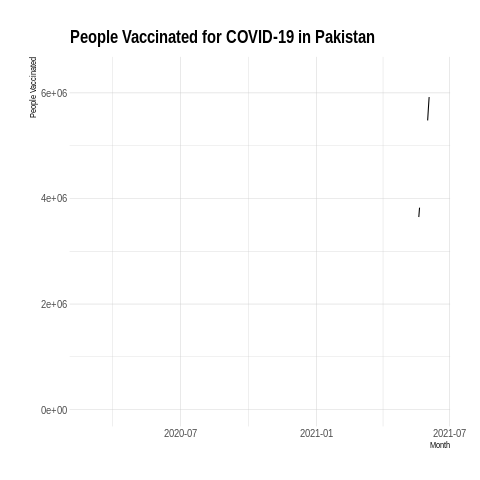 People Vaccinated for COVID-19 in Pakistan
People Vaccinated
6e+06
4e+06
2e+06
0e+00
2020-07
2021-01
2021-07
Month